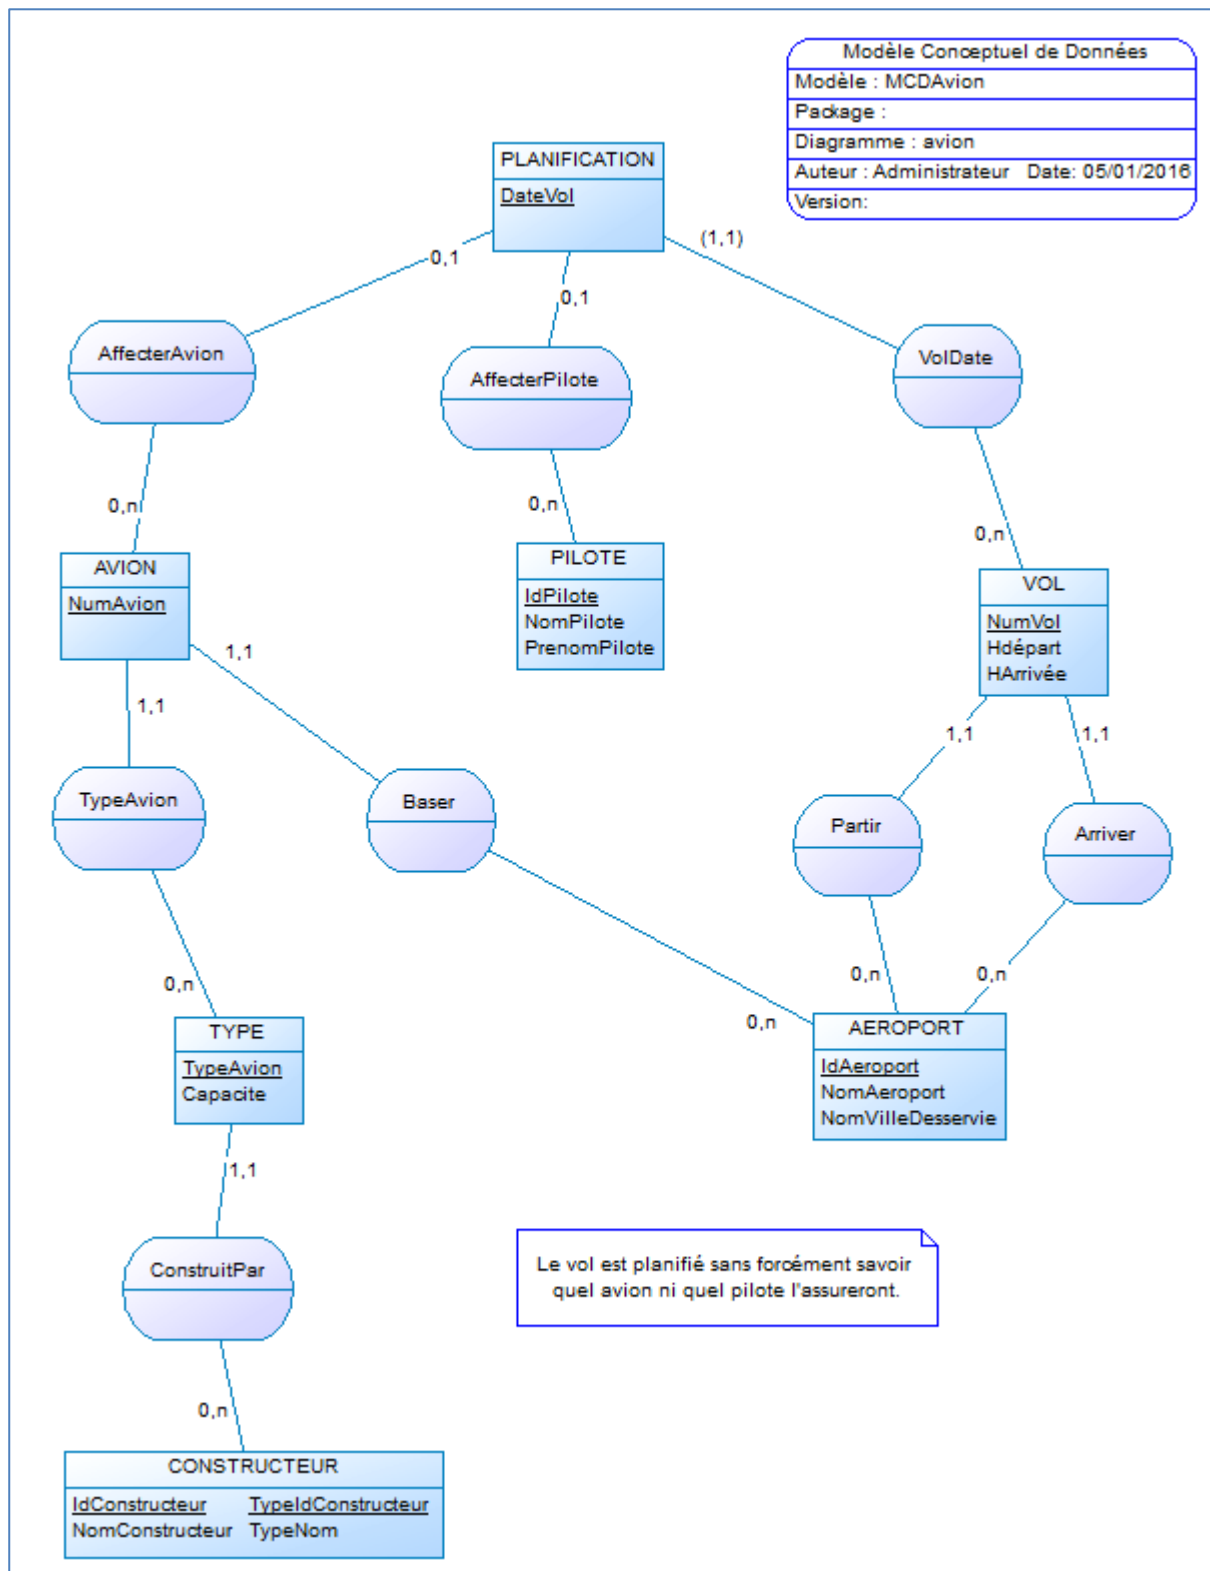 Modèle Conceptuel de Données
Modèle : MCDAvion
Package :
Diagramme : avion
Auteur : Administrateur Date: 05/01/2016
Version:
PLANIFICATION
DateVol
0,1
0,1
(1,1)
AffecterAvion
AffecterPilote
VolDate
0,n
0,n
0,n
AVION
NumAvion
PILOTE
IdPilote
NomPilote
PrenomPilote
VOL
NumVol
Hdépart
HArrivée
1,1
1,1
1,1
1,1
TypeAvion
Baser
Partir
Arriver
0,n
0,n
0,n
0,n
TYPE
TypeAvion
Capacite
AEROPORT
IdAeroport
NomAeroport
NomVilleDesservie
1,1
ConstruitPar
Le vol est planifié sans forcément savoir
quel avion ni quel pilote l'assureront.
0,n
CONSTRUCTEUR
IdConstructeur TypeIdConstructeur
NomConstructeur TypeNom